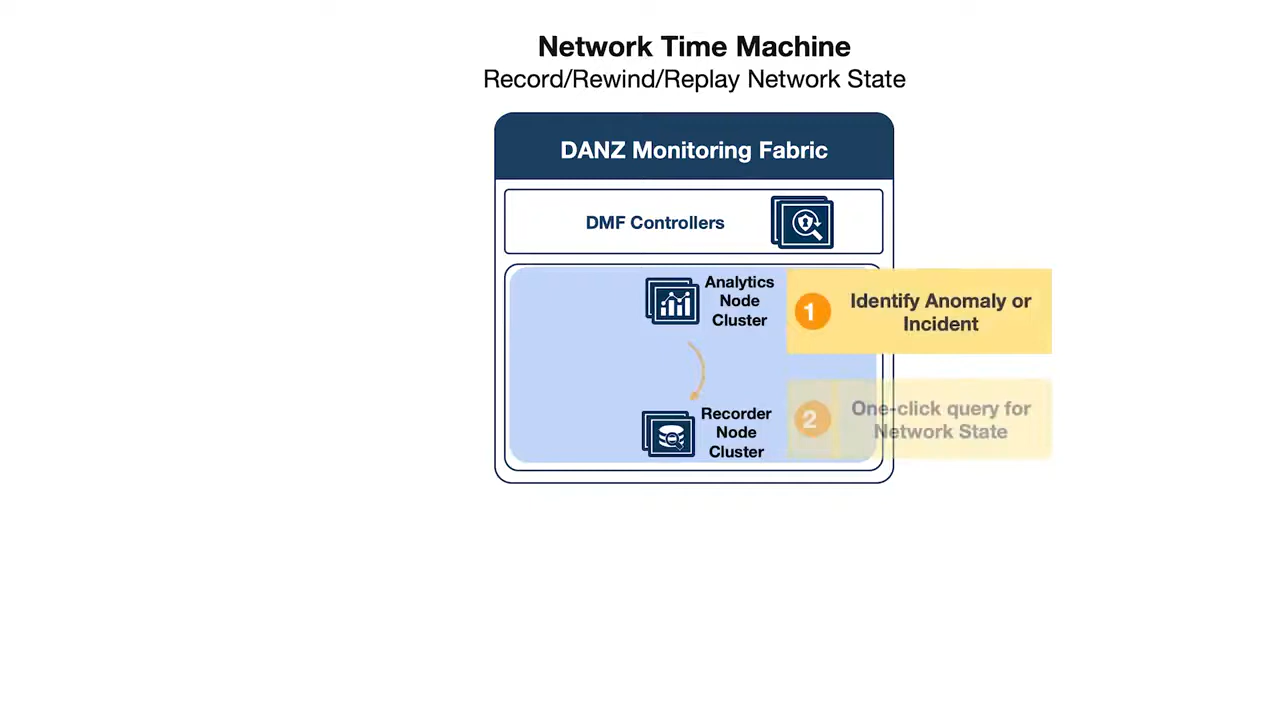 Network Time Machine
Record/Rewind/Replay Network State
DANZ Monitoring Fabric
DMF Controllers
Analytics
Node
Cluster
1
Identify Anomaly or
Incident
Recorder
Node
Cluster
2
One-click query for
Network State